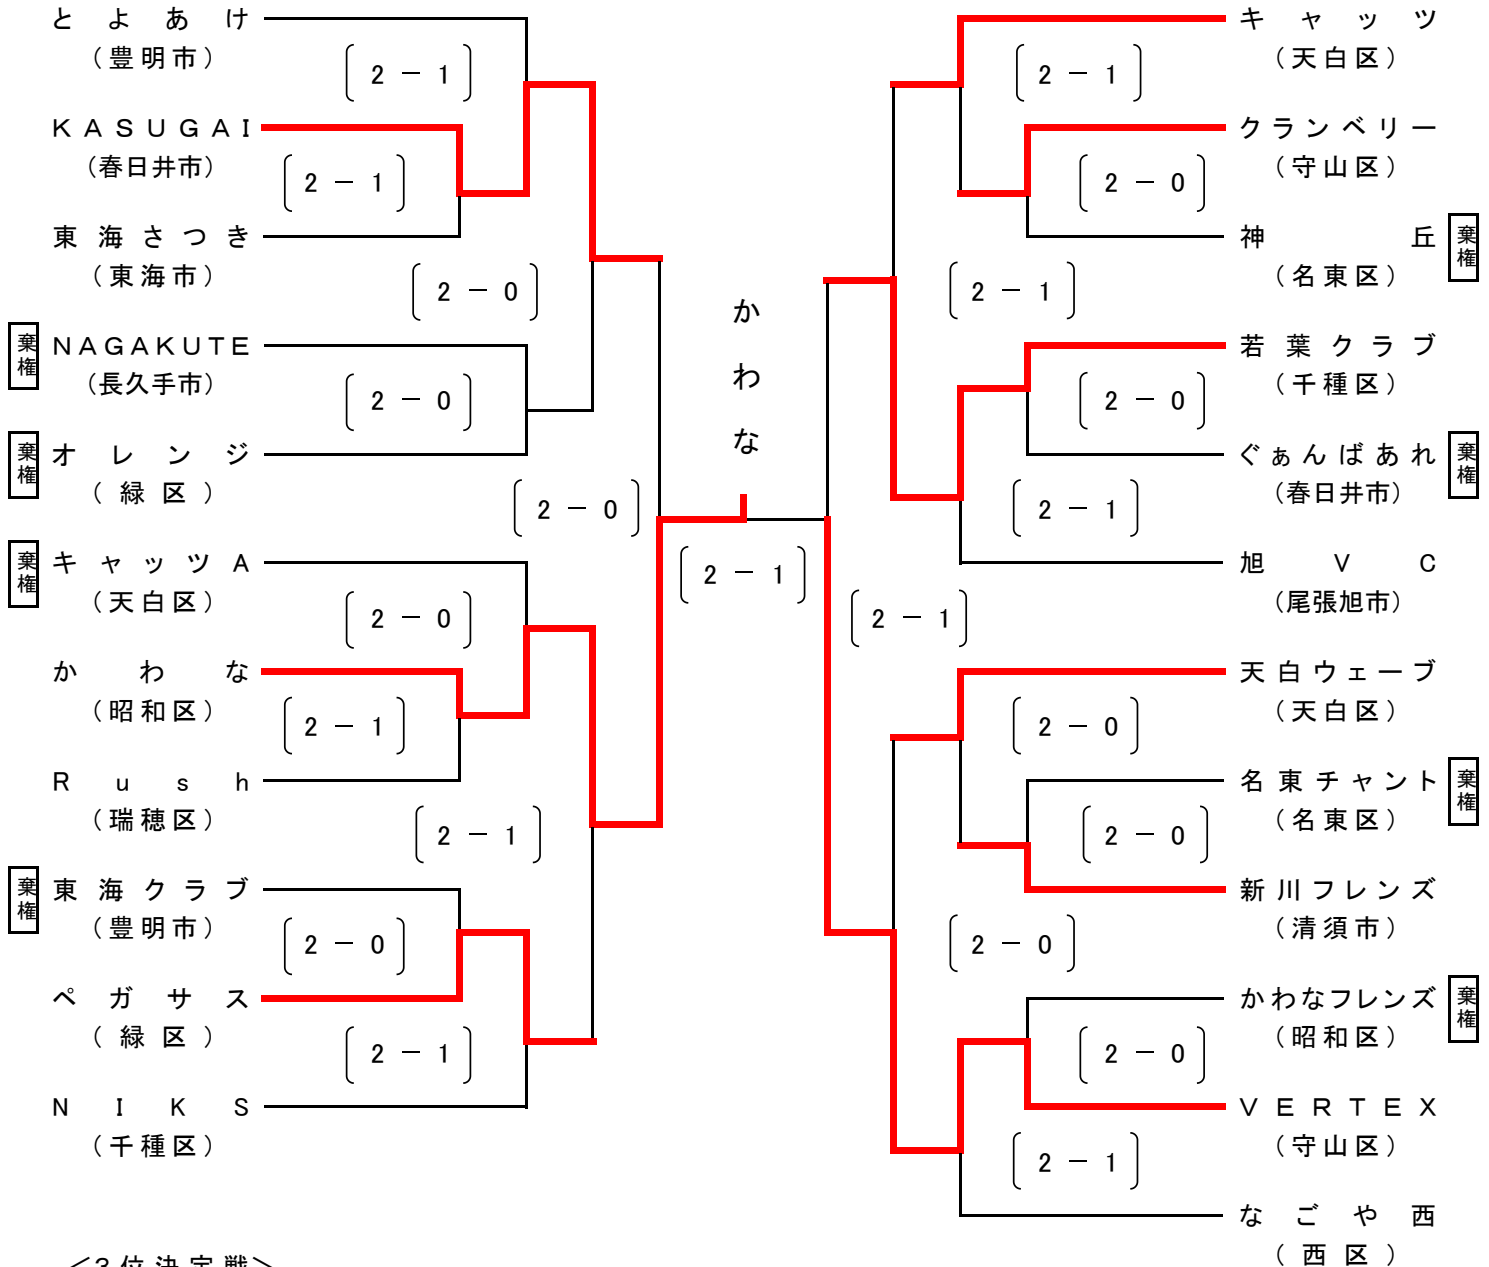 とよあけ
（豊明市）
2 － 1
KASUGAI
（春日井市）
2 － 1
東海さつき
（東海市）
2 － 0
棄権
NAGAKUTE
（長久手市）
2 － 0
棄権
オレンジ
（緑区）
2 － 0
棄権
キャッツA
（天白区）
2 － 0
かわな
（昭和区）
2 － 1
Rush
（瑞穂区）
2 － 1
棄権
東海クラブ
（豊明市）
2 － 0
ペガサス
（緑区）
2 － 1
NIKS
（千種区）
＜3位決定戦＞
かわな
2 － 1
2 － 1
キャッツ
（天白区）
2 － 1
クランベリー
（守山区）
2 － 0
神丘
棄権
（名東区）
2 － 1
若葉クラブ
（千種区）
2 － 0
ぐぁんばあれ
棄権
（春日井市）
2 － 1
旭VC
（尾張旭市）
天白ウェーブ
（天白区）
2 － 0
名東チャント
棄権
（名東区）
2 － 0
新川フレンズ
（清須市）
2 － 0
かわなフレンズ
棄権
（昭和区）
2 － 0
VERTEX
（守山区）
2 － 1
なごや西
（西区）